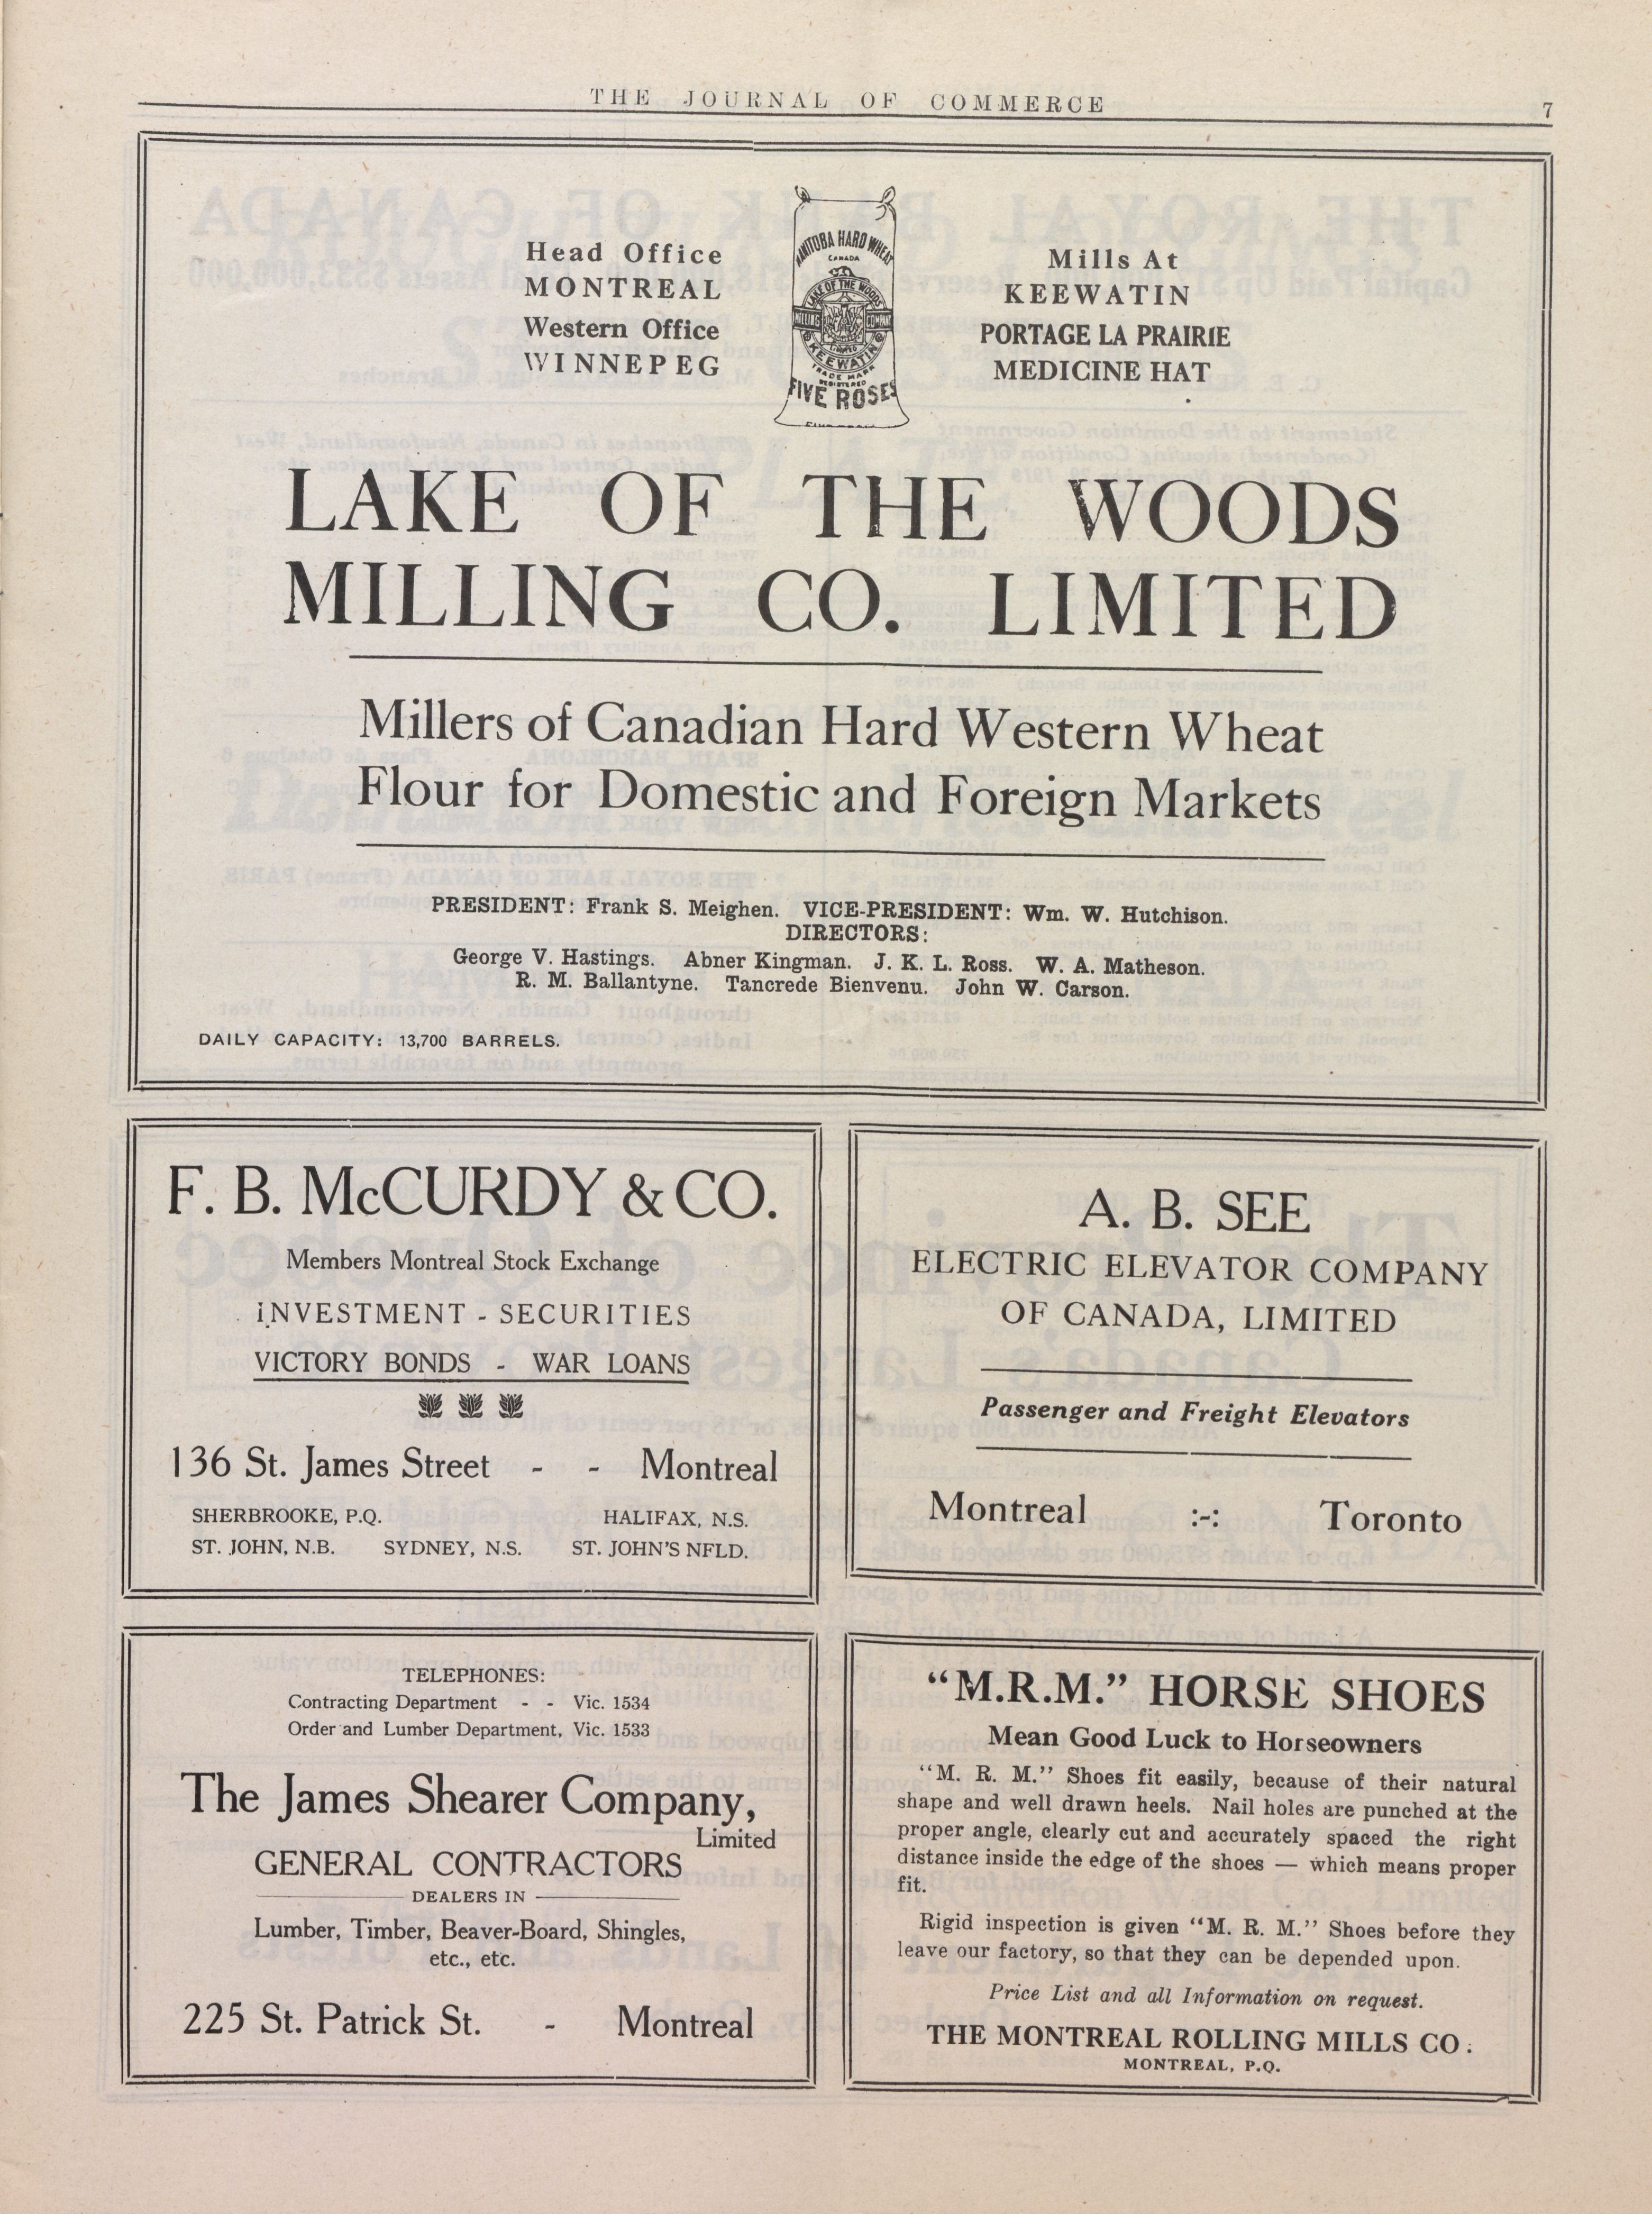 THE JOURNAL OF COMMERCE 7
Head Office
MONTREAL
Western Office
WINNEPEG
MANITOBA HARD WHEAT
CANADA
LAKE OF THE WOODS
MILLING COMPANY
LIMITED
KEEWATIN
TRADE MARK
REGISTERED
FIVE ROSES
Mills At
KEEWATIN
PORTAGE LA PRAIRIE
MEDICINE HAT
LAKE OF THE WOODS
MILLING CO. LIMITED
Millers of Canadian Hard Western Wheat
Flour for Domestic and Foreign Markets
PRESIDENT: Frank S. Meighen. VICE-PRESIDENT: Wm. W. Hutchison.
DIRECTORS:
George V. Hastings. Abner Kingman. J. K. L. Ross. W. A. Matheson.
R. M. Ballantyne. Tancrede Bienvenu. John W. Carson.
DAILY CAPACITY: 13,700 BARRELS.
F. B. McCURDY & CO.
Members Montreal Stock Exchange
INVESTMENT - SECURITIES
VICTORY BONDS - WAR LOANS
136 St. James Street - - Montreal
SHERBROOKE, P.Q. HALIFAX, N.S.
ST. JOHN, N.B. SYDNEY, N.S. ST. JOHN'S NFLD.
A. B. SEE
ELECTRIC ELEVATOR COMPANY
OF CANADA, LIMITED
Passenger and Freight Elevators
Montreal :-: Toronto
TELEPHONES:
Contracting Department - - Vic. 1534
Order and Lumber Department, Vic. 1533
The James Shearer Company,
Limited
GENERAL CONTRACTORS
DEALERS IN
Lumber, Timber, Beaver-Board, Shingles,
etc., etc.
225 St. Patrick St. - Montreal
"M.R.M." HORSE SHOES
Mean Good Luck to Horseowners
"M. R. M." Shoes fit easily, because of their natural
shape and well drawn heels. Nail holes are punched at the
proper angle, clearly cut and accurately spaced the right
distance inside the edge of the shoes — which means proper
fit.
Rigid inspection is given "M. R. M." Shoes before they
leave our factory, so that they can be depended upon.
Price List and all Information on request.
THE MONTREAL ROLLING MILLS CO.
MONTREAL, P.Q.